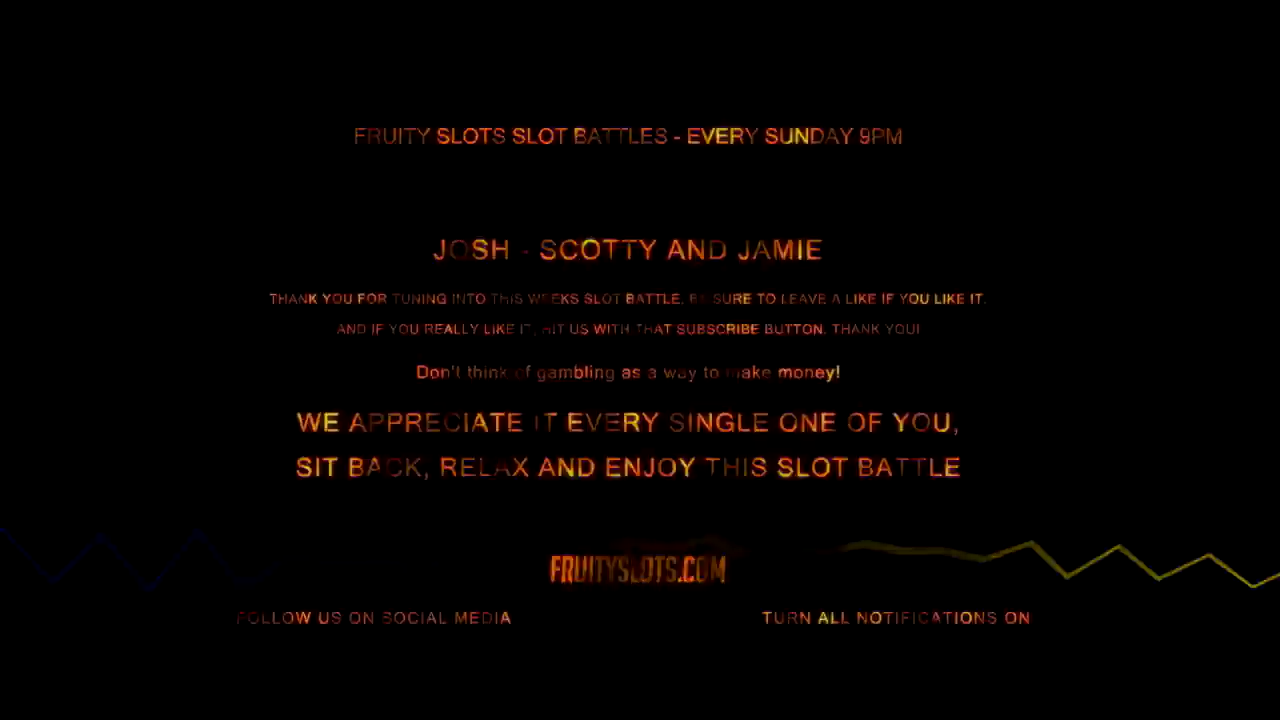 FRUITY SLOTS SLOT BATTLES - EVERY SUNDAY 9PM
JOSH - SCOTTY AND JAMIE
THANK YOU FOR TUNING INTO THIS WEEKS SLOT BATTLE. BE SURE TO LEAVE A LIKE IF YOU LIKE IT.
AND IF YOU REALLY LIKE IT, HIT US WITH THAT SUBSCRIBE BUTTON. THANK YOU!
Don't think of gambling as a way to make money!
WE APPRECIATE IT EVERY SINGLE ONE OF YOU,
SIT BACK, RELAX AND ENJOY THIS SLOT BATTLE
FRUITYSLOTS.COM
FOLLOW US ON SOCIAL MEDIA
TURN ALL NOTIFICATIONS ON